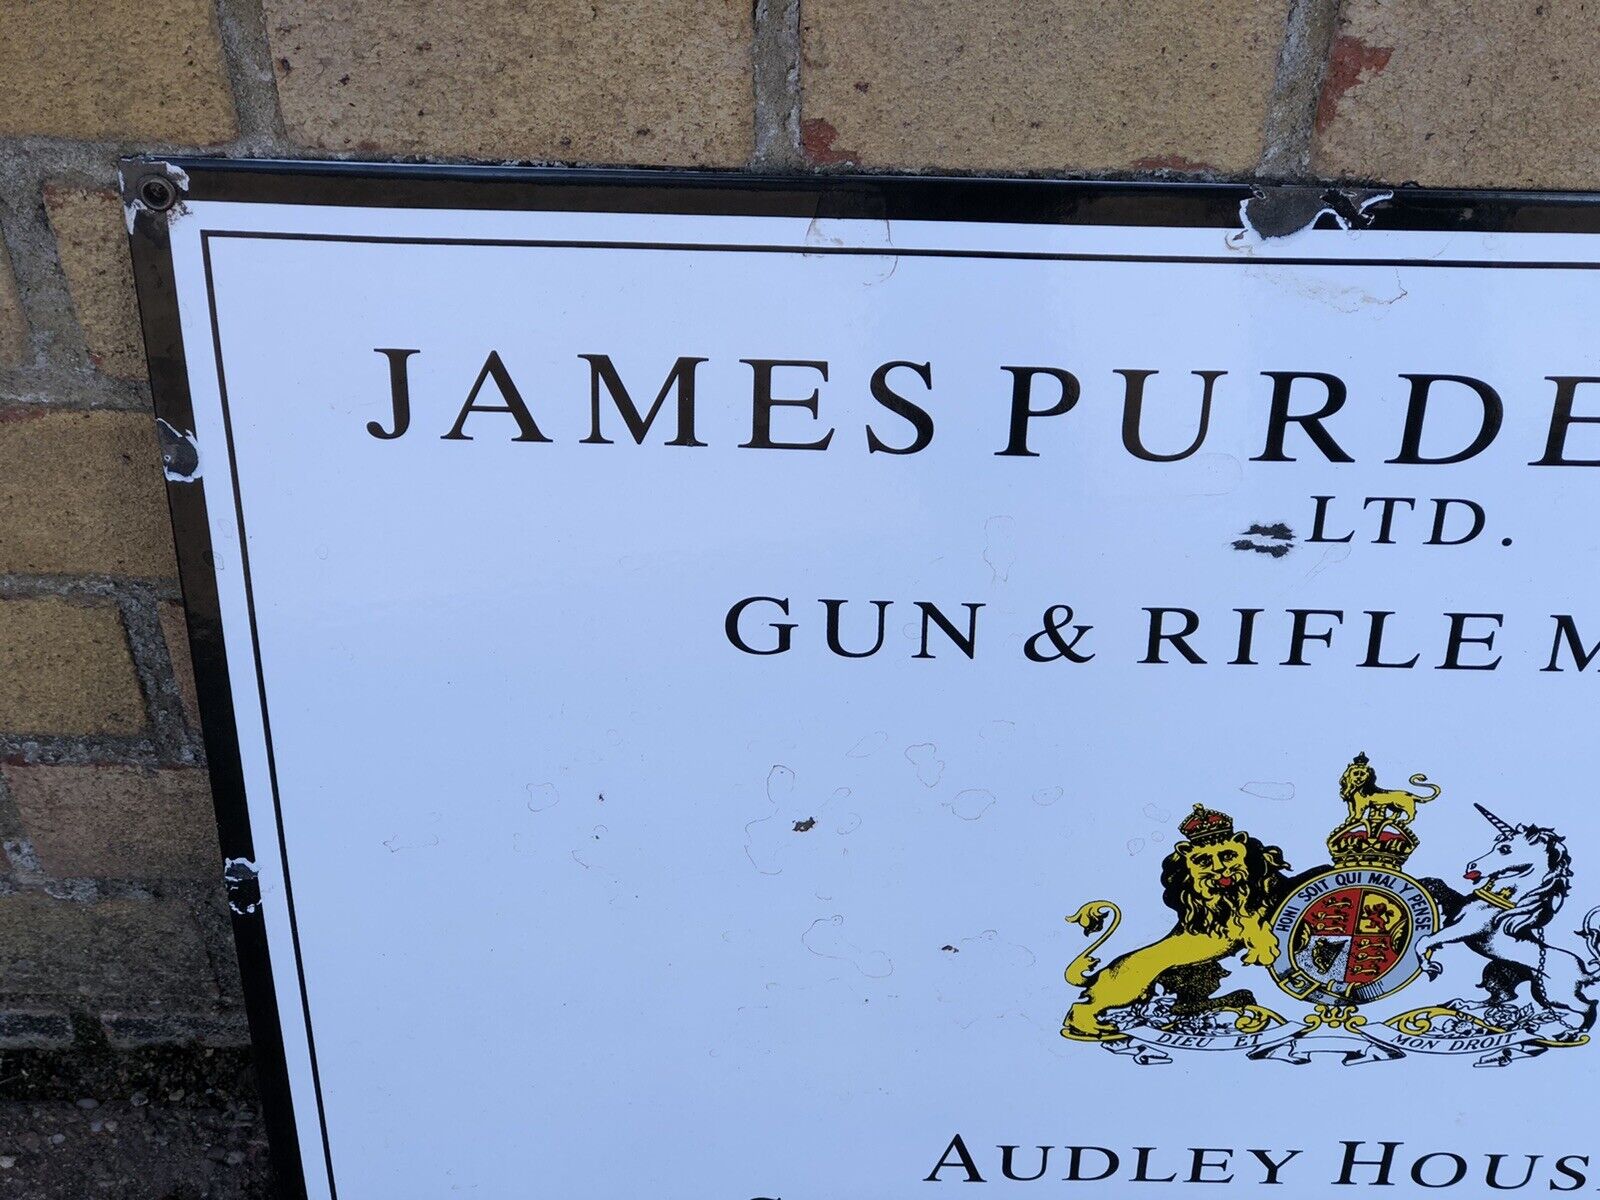 JAMES PURDE
LTD.
GUN & RIFLE M
HONI SOIT QUI MAL Y PENSE
DIEU ET MON DROIT
AUDLEY HOUS